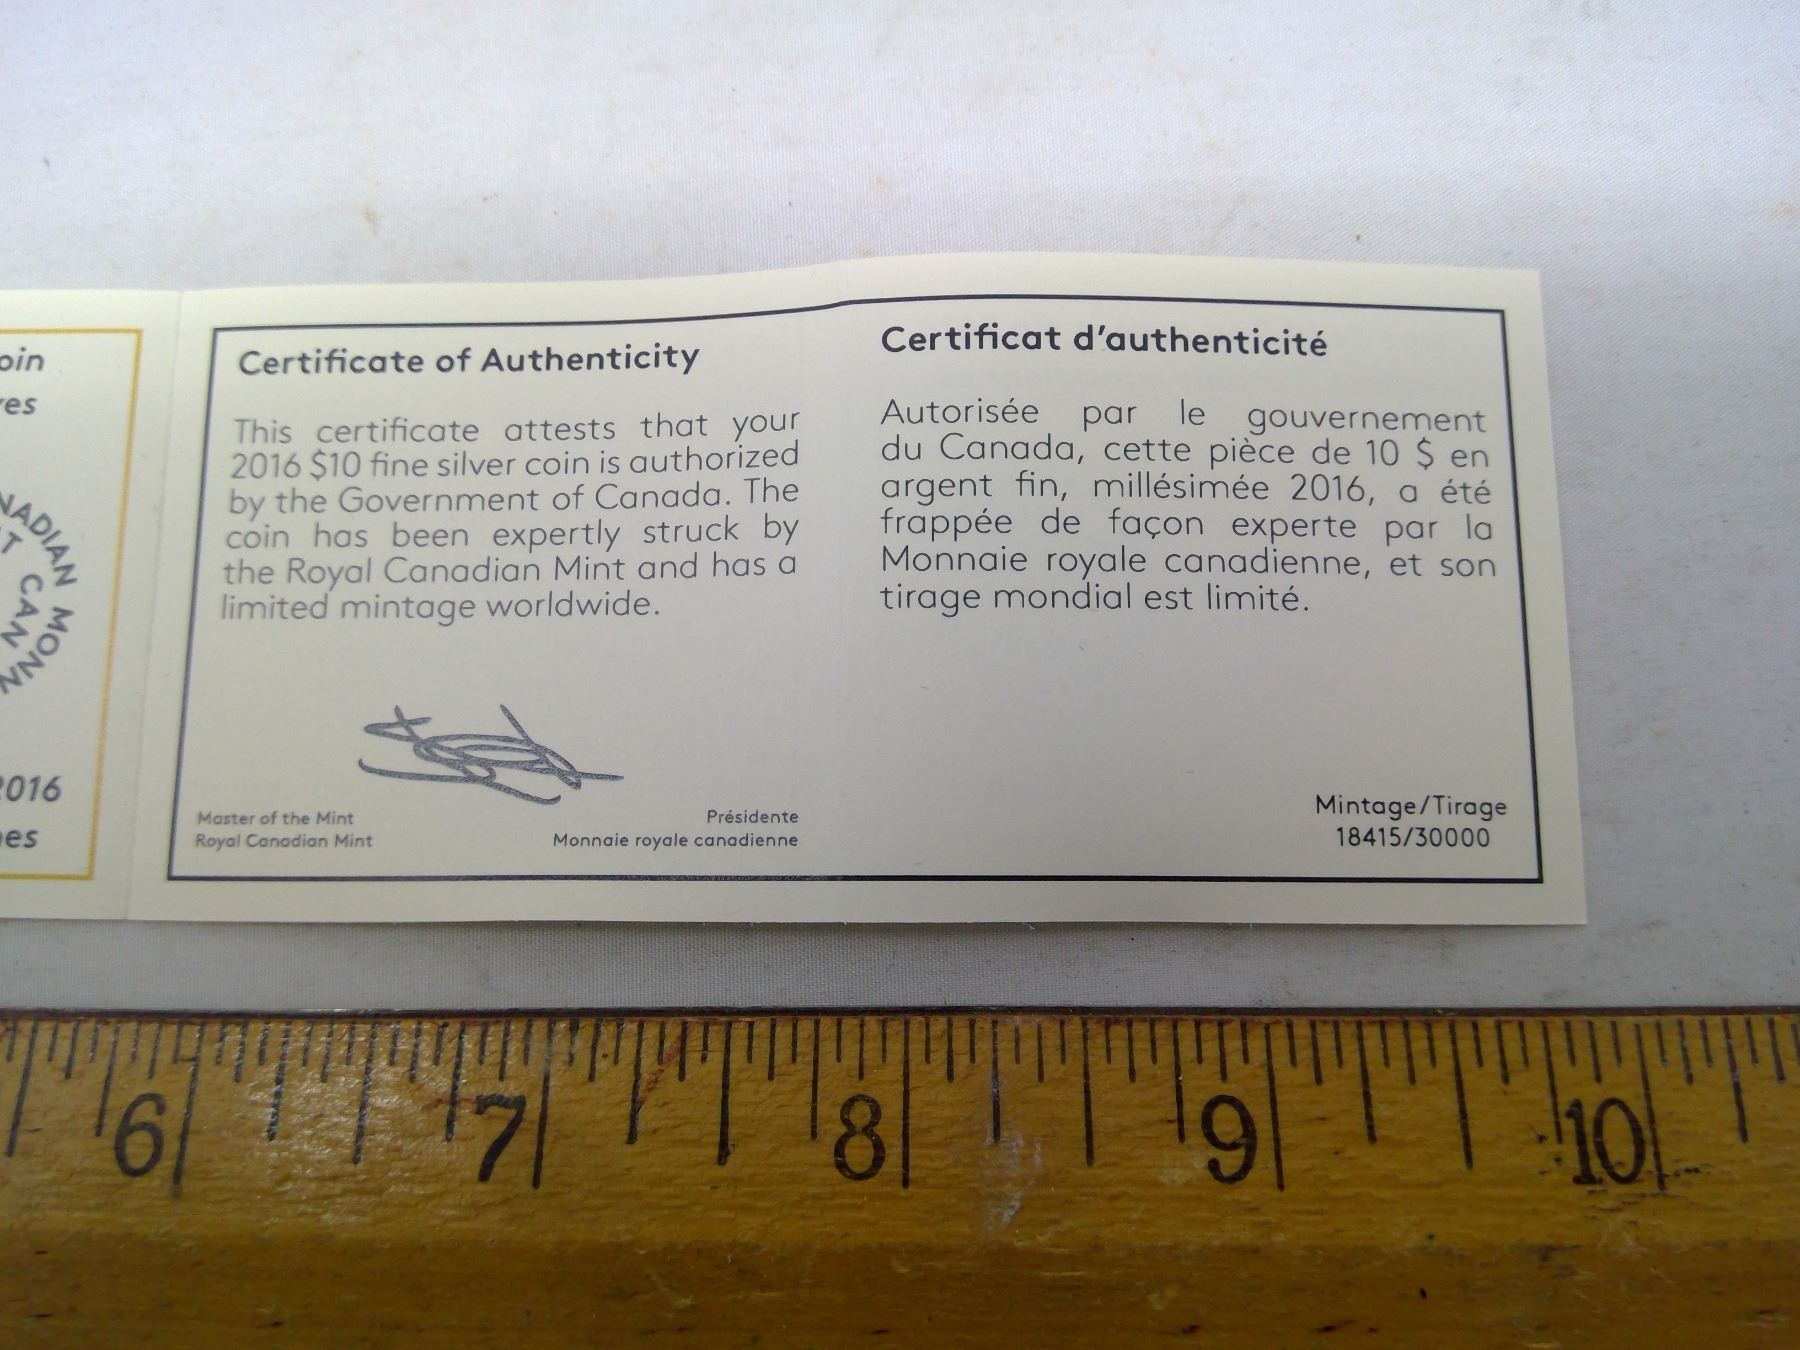 oin
es
NADIAN MON
T CAN
2016
es
Certificate of Authenticity
This certificate attests that your
2016 $10 fine silver coin is authorized
by the Government of Canada. The
coin has been expertly struck by
the Royal Canadian Mint and has a
limited mintage worldwide.
Master of the Mint
Royal Canadian Mint
Présidente
Monnaie royale canadienne
Certificat d'authenticité
Autorisée par le gouvernement
du Canada, cette pièce de 10 $ en
argent fin, millésimée 2016, a été
frappée de façon experte par la
Monnaie royale canadienne, et son
tirage mondial est limité.
Mintage/Tirage
18415/30000
6 7 8 9 10